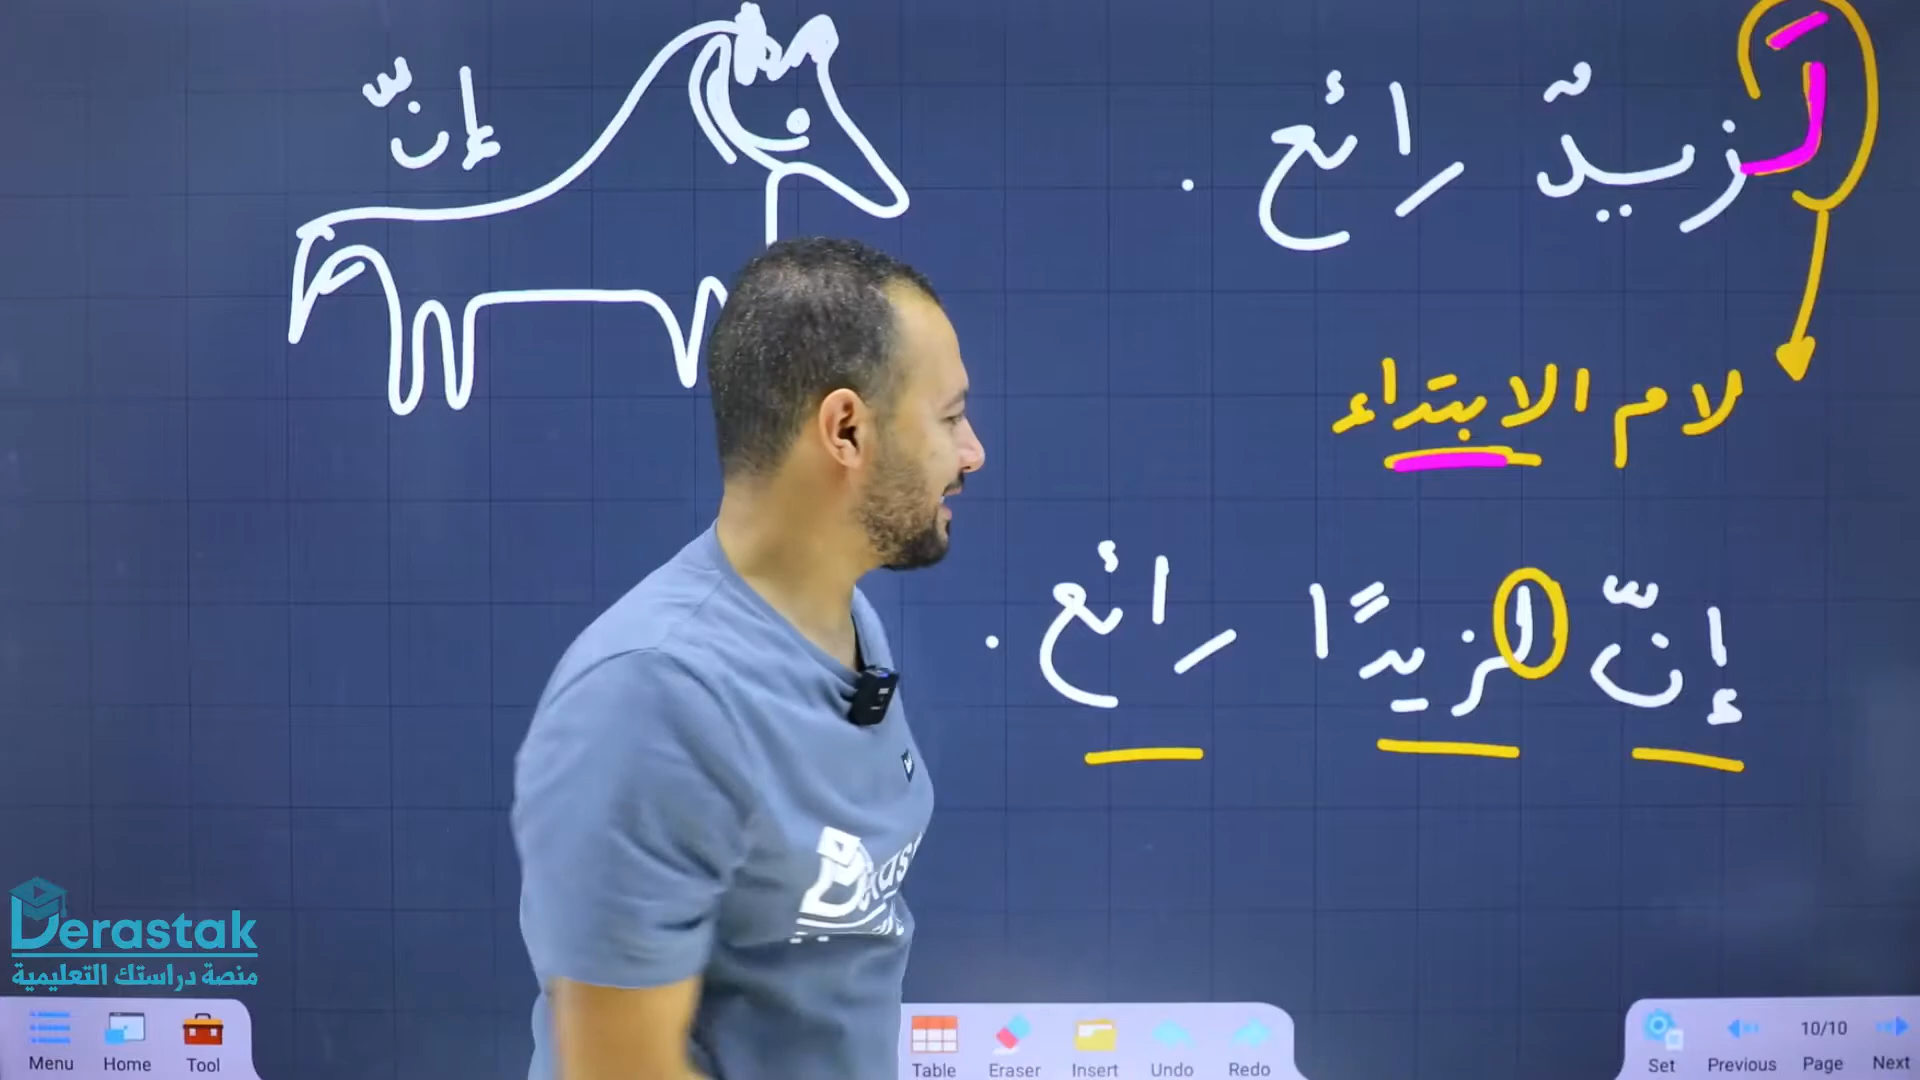 لَزيدٌ رائع .
إنّ
لام الابتداء
إنّ لزيدًا رائع .
Derastak
منصة دراستك التعليمية
Menu Home Tool Table Eraser Insert Undo Redo Set Previous 10/10 Page Next